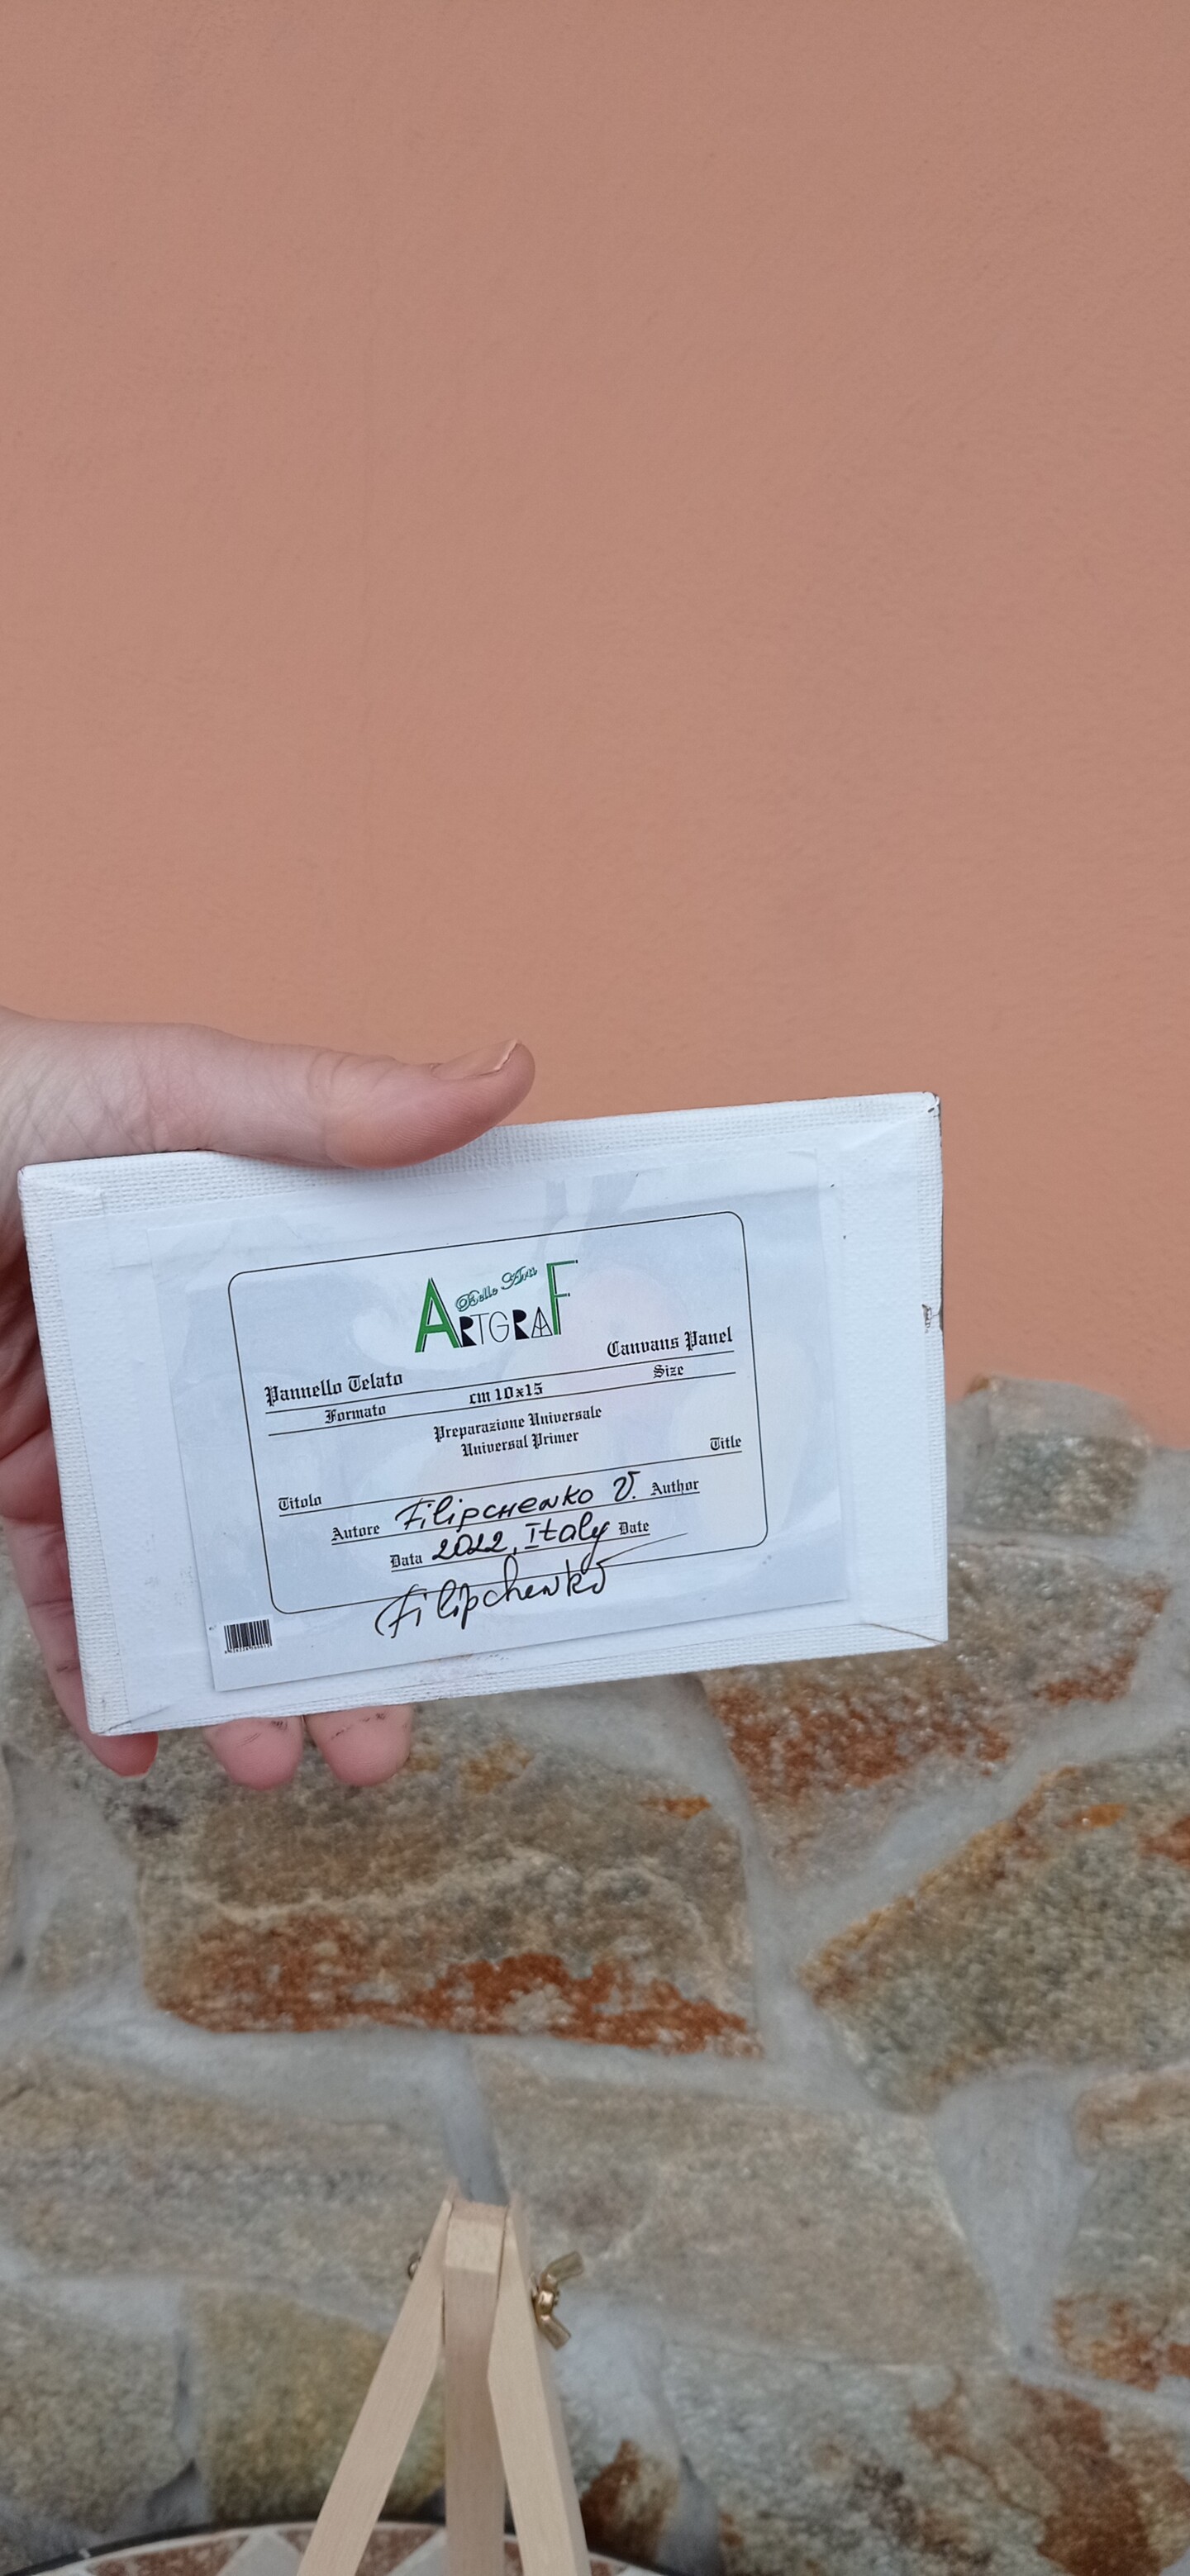 Belle Arti
ARTGRAF
Pannello Telato Canvans Panel
Formato cm 10x15 Size
Preparazione Universale
Universal Primer
Titolo Title
Autore Filipchenko V. Author
Data 2022, Italy Date
Filipchenko